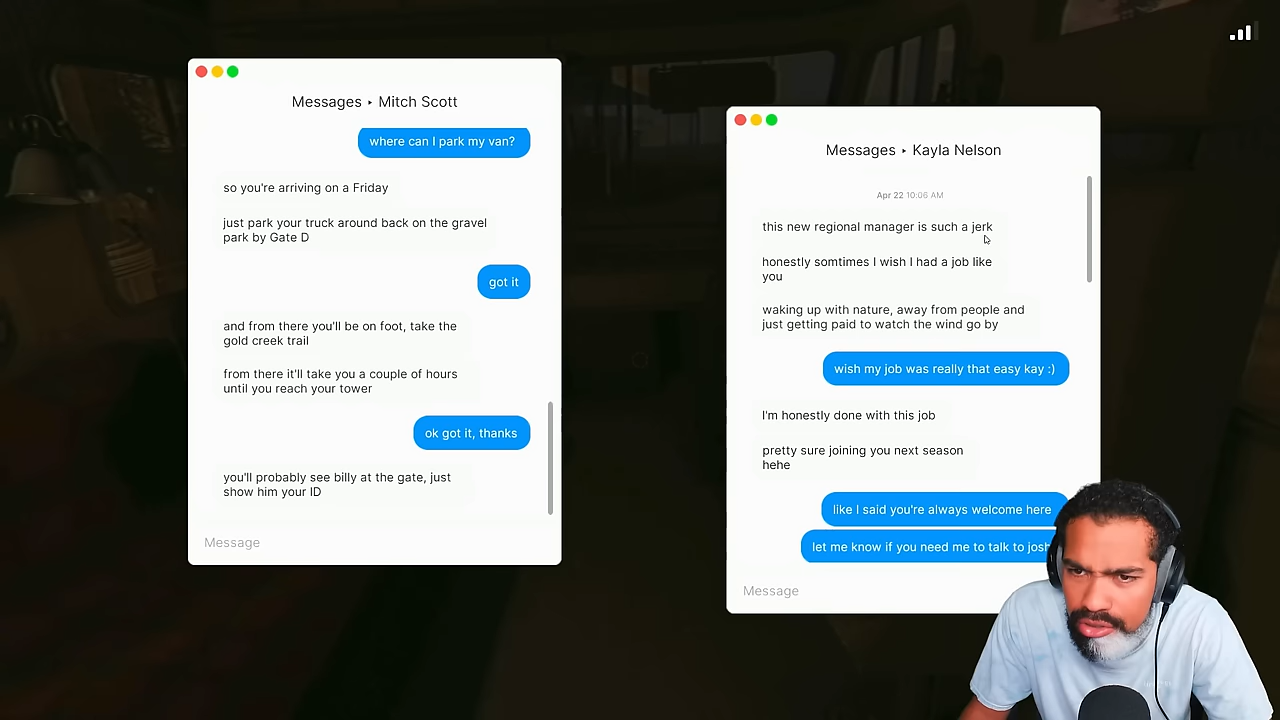 Messages ‣ Mitch Scott
where can I park my van?
so you're arriving on a Friday
just park your truck around back on the gravel
park by Gate D
got it
and from there you'll be on foot, take the
gold creek trail
from there it'll take you a couple of hours
until you reach your tower
ok got it, thanks
you'll probably see billy at the gate, just
show him your ID
Message
Messages ‣ Kayla Nelson
Apr 22 10:06 AM
this new regional manager is such a jerk
honestly somtimes I wish I had a job like
you
waking up with nature, away from people and
just getting paid to watch the wind go by
wish my job was really that easy kay :)
I'm honestly done with this job
pretty sure joining you next season
hehe
like I said you're always welcome here
let me know if you need me to talk to josh
Message